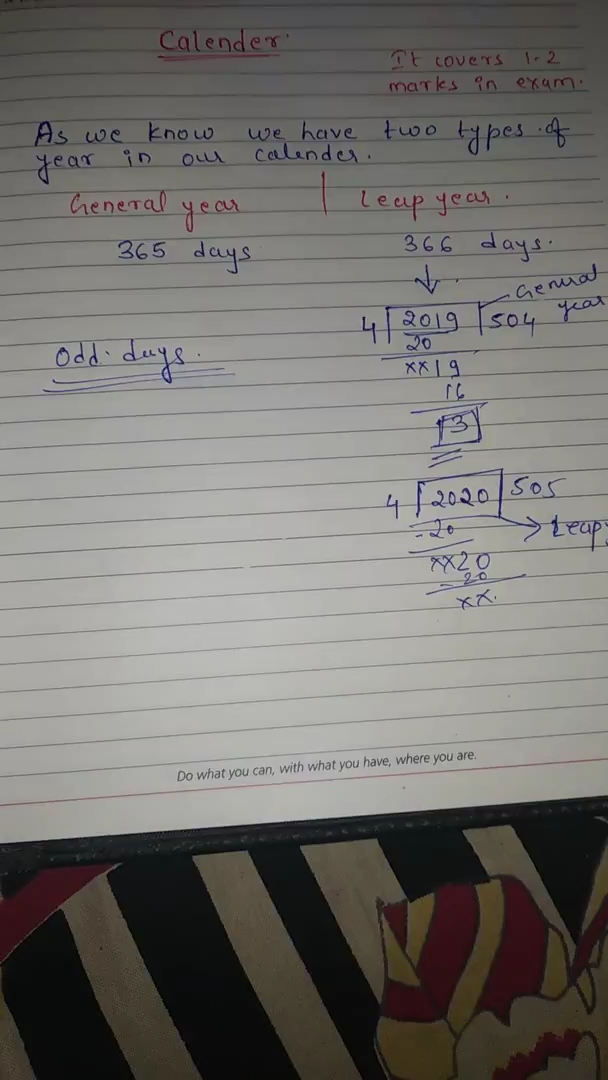 Calender.
It covers 1-2
marks in exam.
As we know we have two types of
year in our calender.
General year | Leap year.
365 days 366 days.
General
year
4 2019 504
20
xx19
16
3
Odd. days.
4 2020 505
-20
Leap
xx20
-20
xx.
Do what you can, with what you have, where you are.